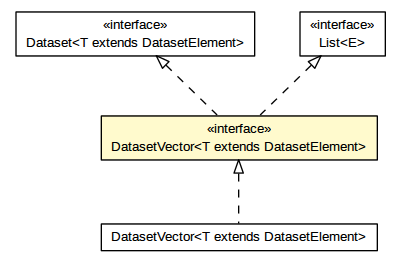 «interface»
Dataset<T extends DatasetElement>
«interface»
List<E>
«interface»
DatasetVector<T extends DatasetElement>
DatasetVector<T extends DatasetElement>